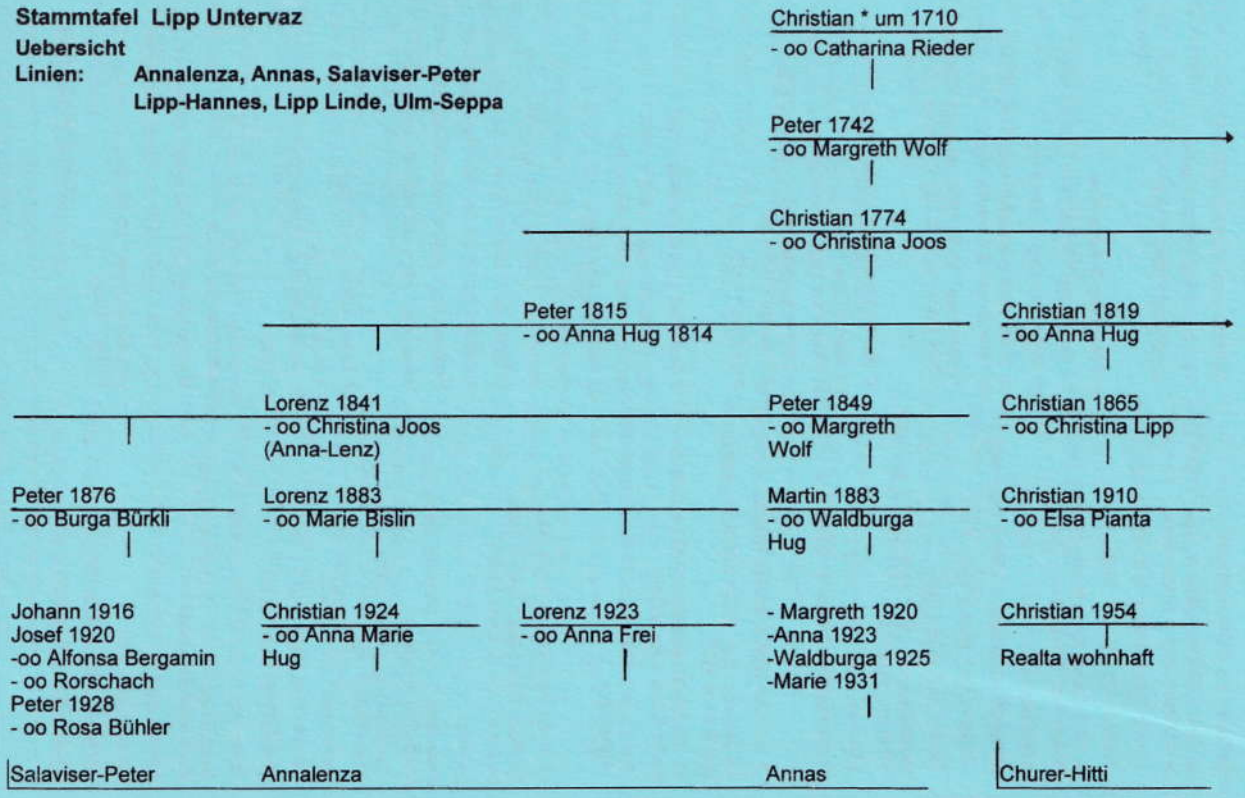 Stammtafel Lipp Untervaz
Uebersicht
Linien: Annalenza, Annas, Salaviser-Peter
Lipp-Hannes, Lipp Linde, Ulm-Seppa
Christian * um 1710
- oo Catharina Rieder
Peter 1742
- oo Margreth Wolf
Christian 1774
- oo Christina Joos
Peter 1815
- oo Anna Hug 1814
Christian 1819
- oo Anna Hug
Lorenz 1841
- oo Christina Joos
(Anna-Lenz)
Peter 1849
- oo Margreth
Wolf
Christian 1865
- oo Christina Lipp
Peter 1876
- oo Burga Bürkli
Lorenz 1883
- oo Marie Bislin
Martin 1883
- oo Waldburga
Hug
Christian 1910
- oo Elsa Pianta
Johann 1916
Josef 1920
-oo Alfonsa Bergamin
- oo Rorschach
Peter 1928
- oo Rosa Bühler
Christian 1924
- oo Anna Marie
Hug
Lorenz 1923
- oo Anna Frei
- Margreth 1920
-Anna 1923
-Waldburga 1925
-Marie 1931
Christian 1954
Realta wohnhaft
Salaviser-Peter
Annalenza
Annas
Churer-Hitti